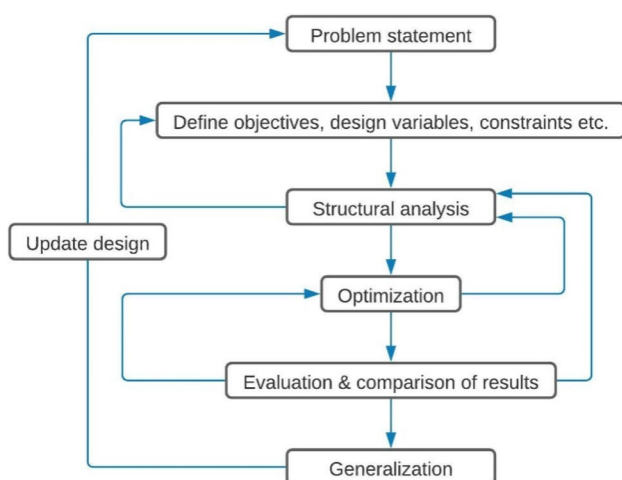 Problem statement
Define objectives, design variables, constraints etc.
Structural analysis
Update design
Optimization
Evaluation & comparison of results
Generalization